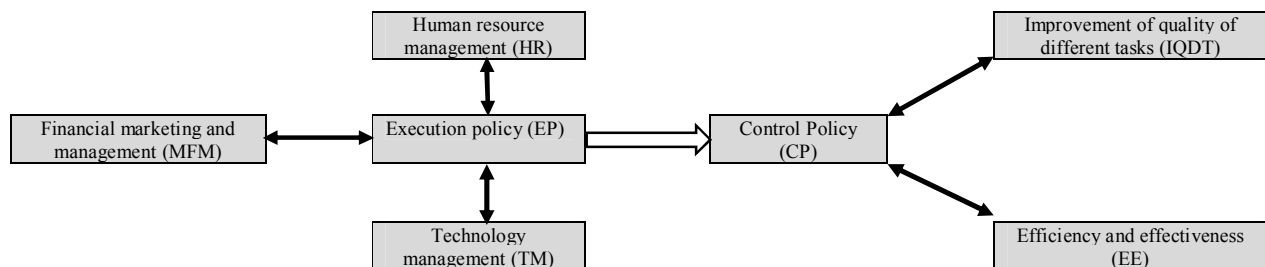 Human resource
management (HR)
Improvement of quality of
different tasks (IQDT)
Financial marketing and
management (MFM)
Execution policy (EP)
Control Policy
(CP)
Technology
management (TM)
Efficiency and effectiveness
(EE)